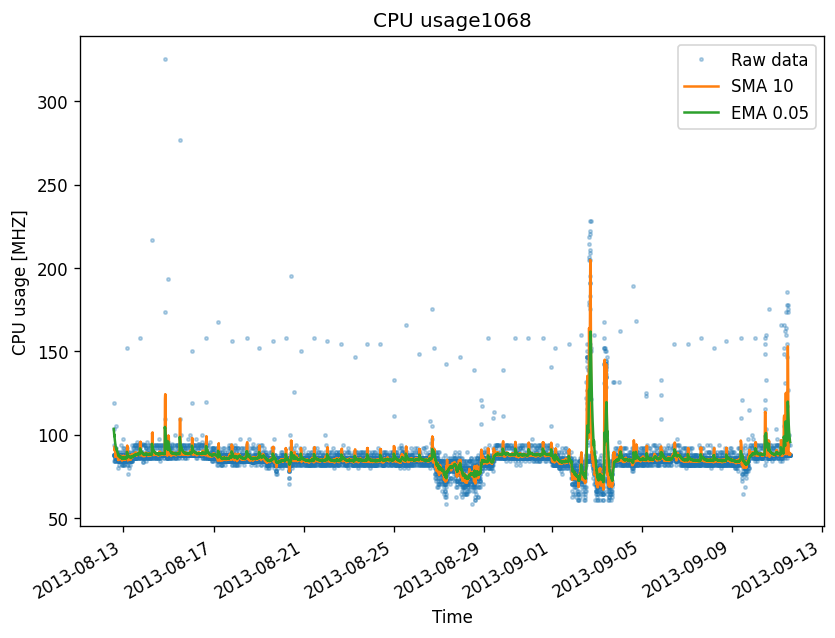 CPU usage1068
Raw data
SMA 10
EMA 0.05
CPU usage [MHZ]
300
250
200
150
100
50
2013-08-13
2013-08-17
2013-08-21
2013-08-25
2013-08-29
2013-09-01
2013-09-05
2013-09-09
2013-09-13
Time